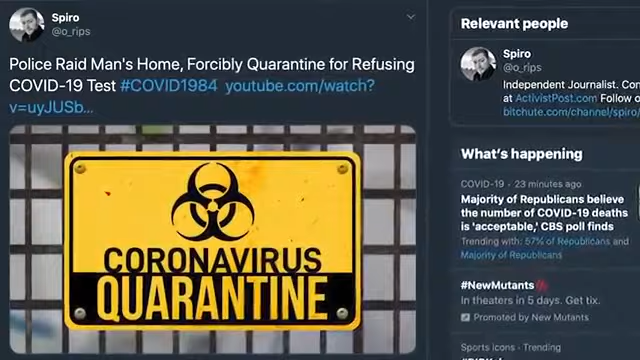 Spiro
@o_rips
Police Raid Man's Home, Forcibly Quarantine for Refusing
COVID-19 Test #COVID1984 youtube.com/watch?
v=uyJUSb...
CORONAVIRUS
QUARANTINE
Relevant people
Spiro
@o_rips
Independent Journalist. Con
at ActivistPost.com Follow o
bitchute.com/channel/spiro/
What's happening
COVID-19 · 23 minutes ago
Majority of Republicans believe
the number of COVID-19 deaths
is 'acceptable,' CBS poll finds
Trending with: 57% of Republicans and
Majority of Republicans
#NewMutants
In theaters in 5 days. Get tix.
Promoted by New Mutants
Sports icons · Trending